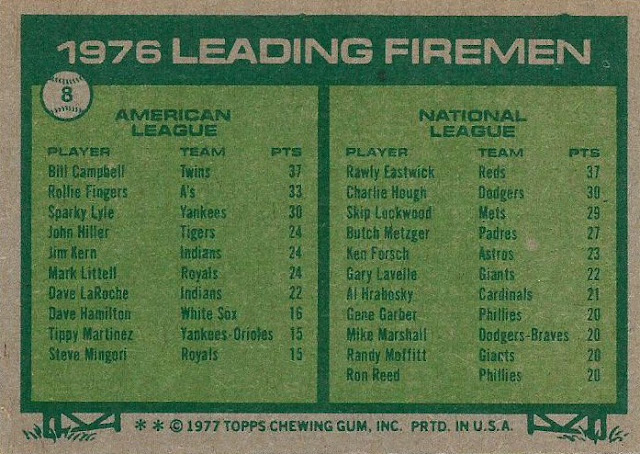 1976 LEADING FIREMEN
8
AMERICAN
LEAGUE
PLAYER TEAM PTS
Bill Campbell Twins 37
Rollie Fingers A's 33
Sparky Lyle Yankees 30
John Hiller Tigers 24
Jim Kern Indians 24
Mark Littell Royals 24
Dave LaRoche Indians 22
Dave Hamilton White Sox 16
Tippy Martinez Yankees-Orioles 15
Steve Mingori Royals 15
NATIONAL
LEAGUE
PLAYER TEAM PTS
Rawly Eastwick Reds 37
Charlie Hough Dodgers 30
Skip Lockwood Mets 29
Butch Metzger Padres 27
Ken Forsch Astros 23
Gary Lavelle Giants 22
Al Hrabosky Cardinals 21
Gene Garber Phillies 20
Mike Marshall Dodgers-Braves 20
Randy Moffitt Giants 20
Ron Reed Phillies 20
* * © 1977 TOPPS CHEWING GUM, INC. PRTD. IN U.S.A.